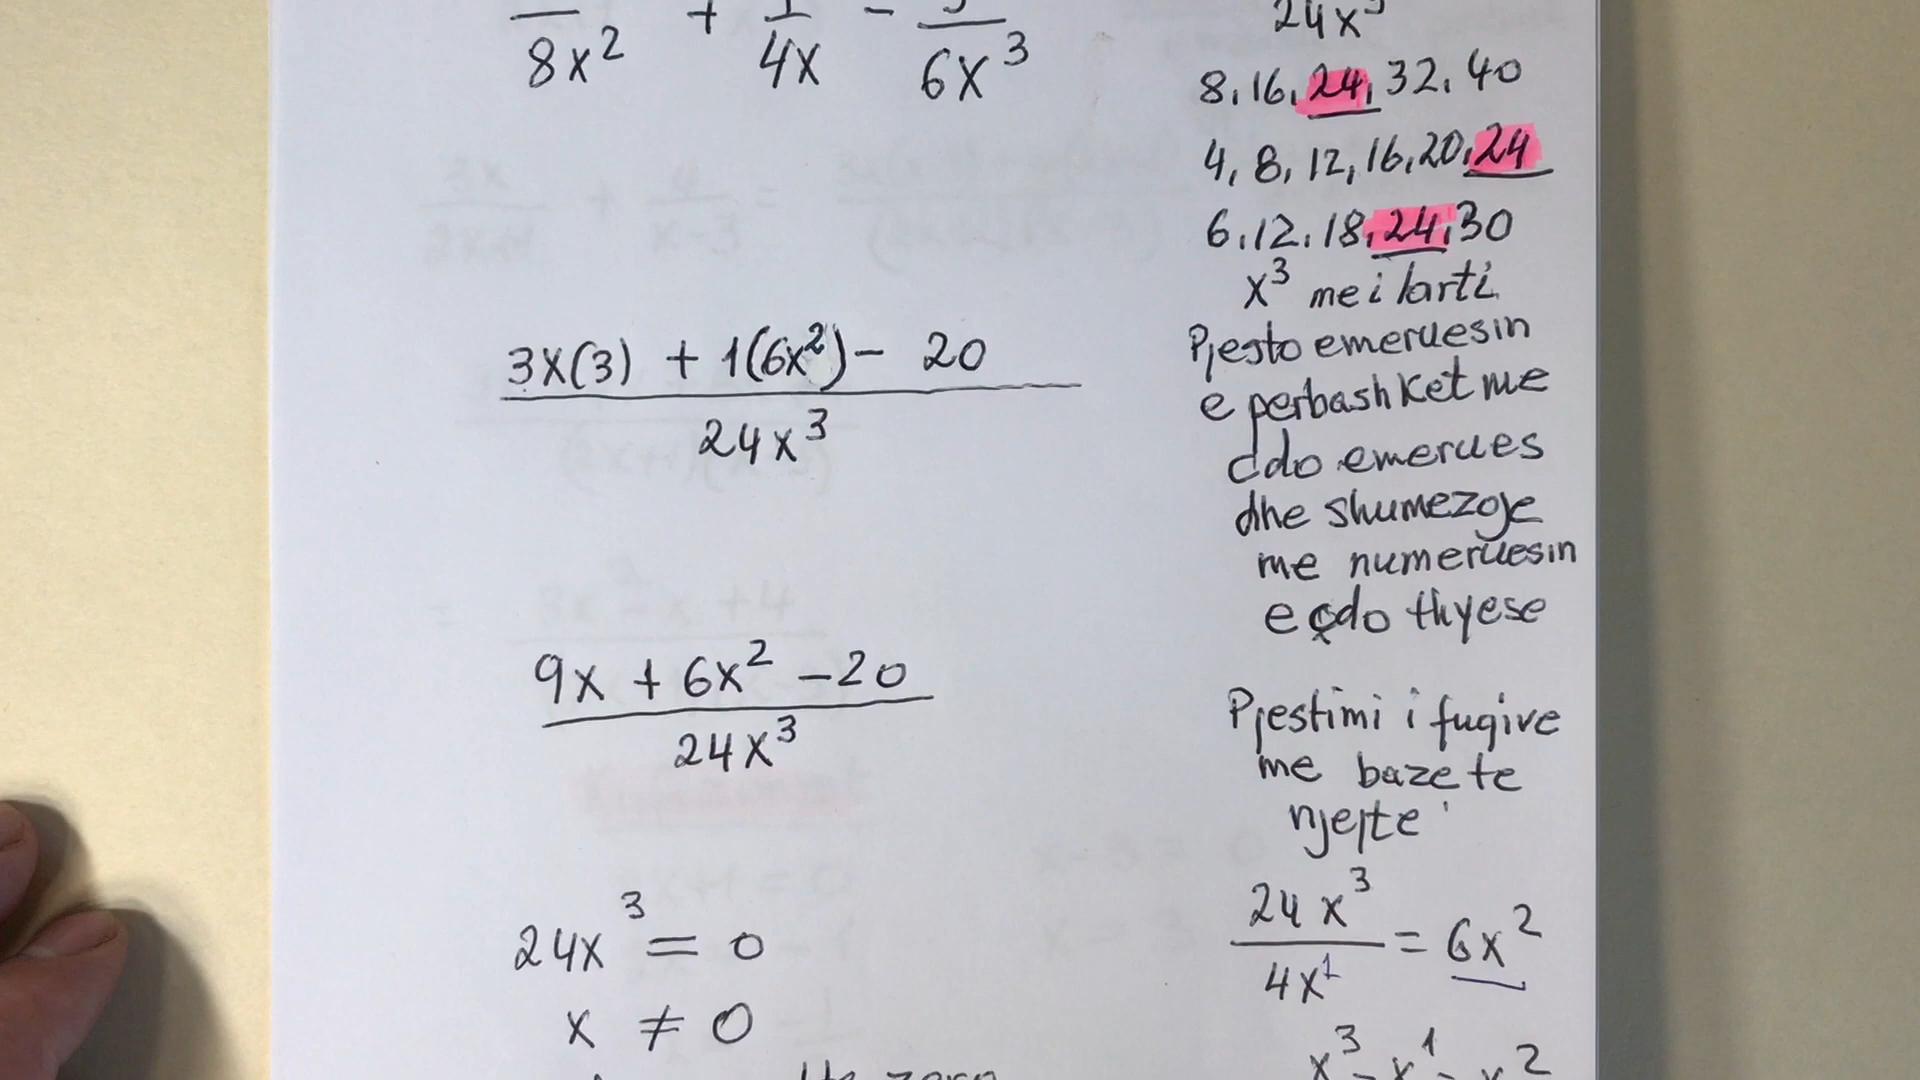 8x² + 4x - 6x³
24x³
8, 16, 24, 32, 40
4, 8, 12, 16, 20, 24
6, 12, 18, 24, 30
x³ me i larti
3x(3) + 1(6x²) - 20
24x³
Pjesto emeruesin
e perbashket me
cdo emerues
dhe shumezoje
me numeruesin
e çdo thyese
9x + 6x² - 20
24x³
Pjestimi i fuqive
me baze te
njejte
24x³ = 0
x ≠ 0
24x³
4x¹
= 6x²